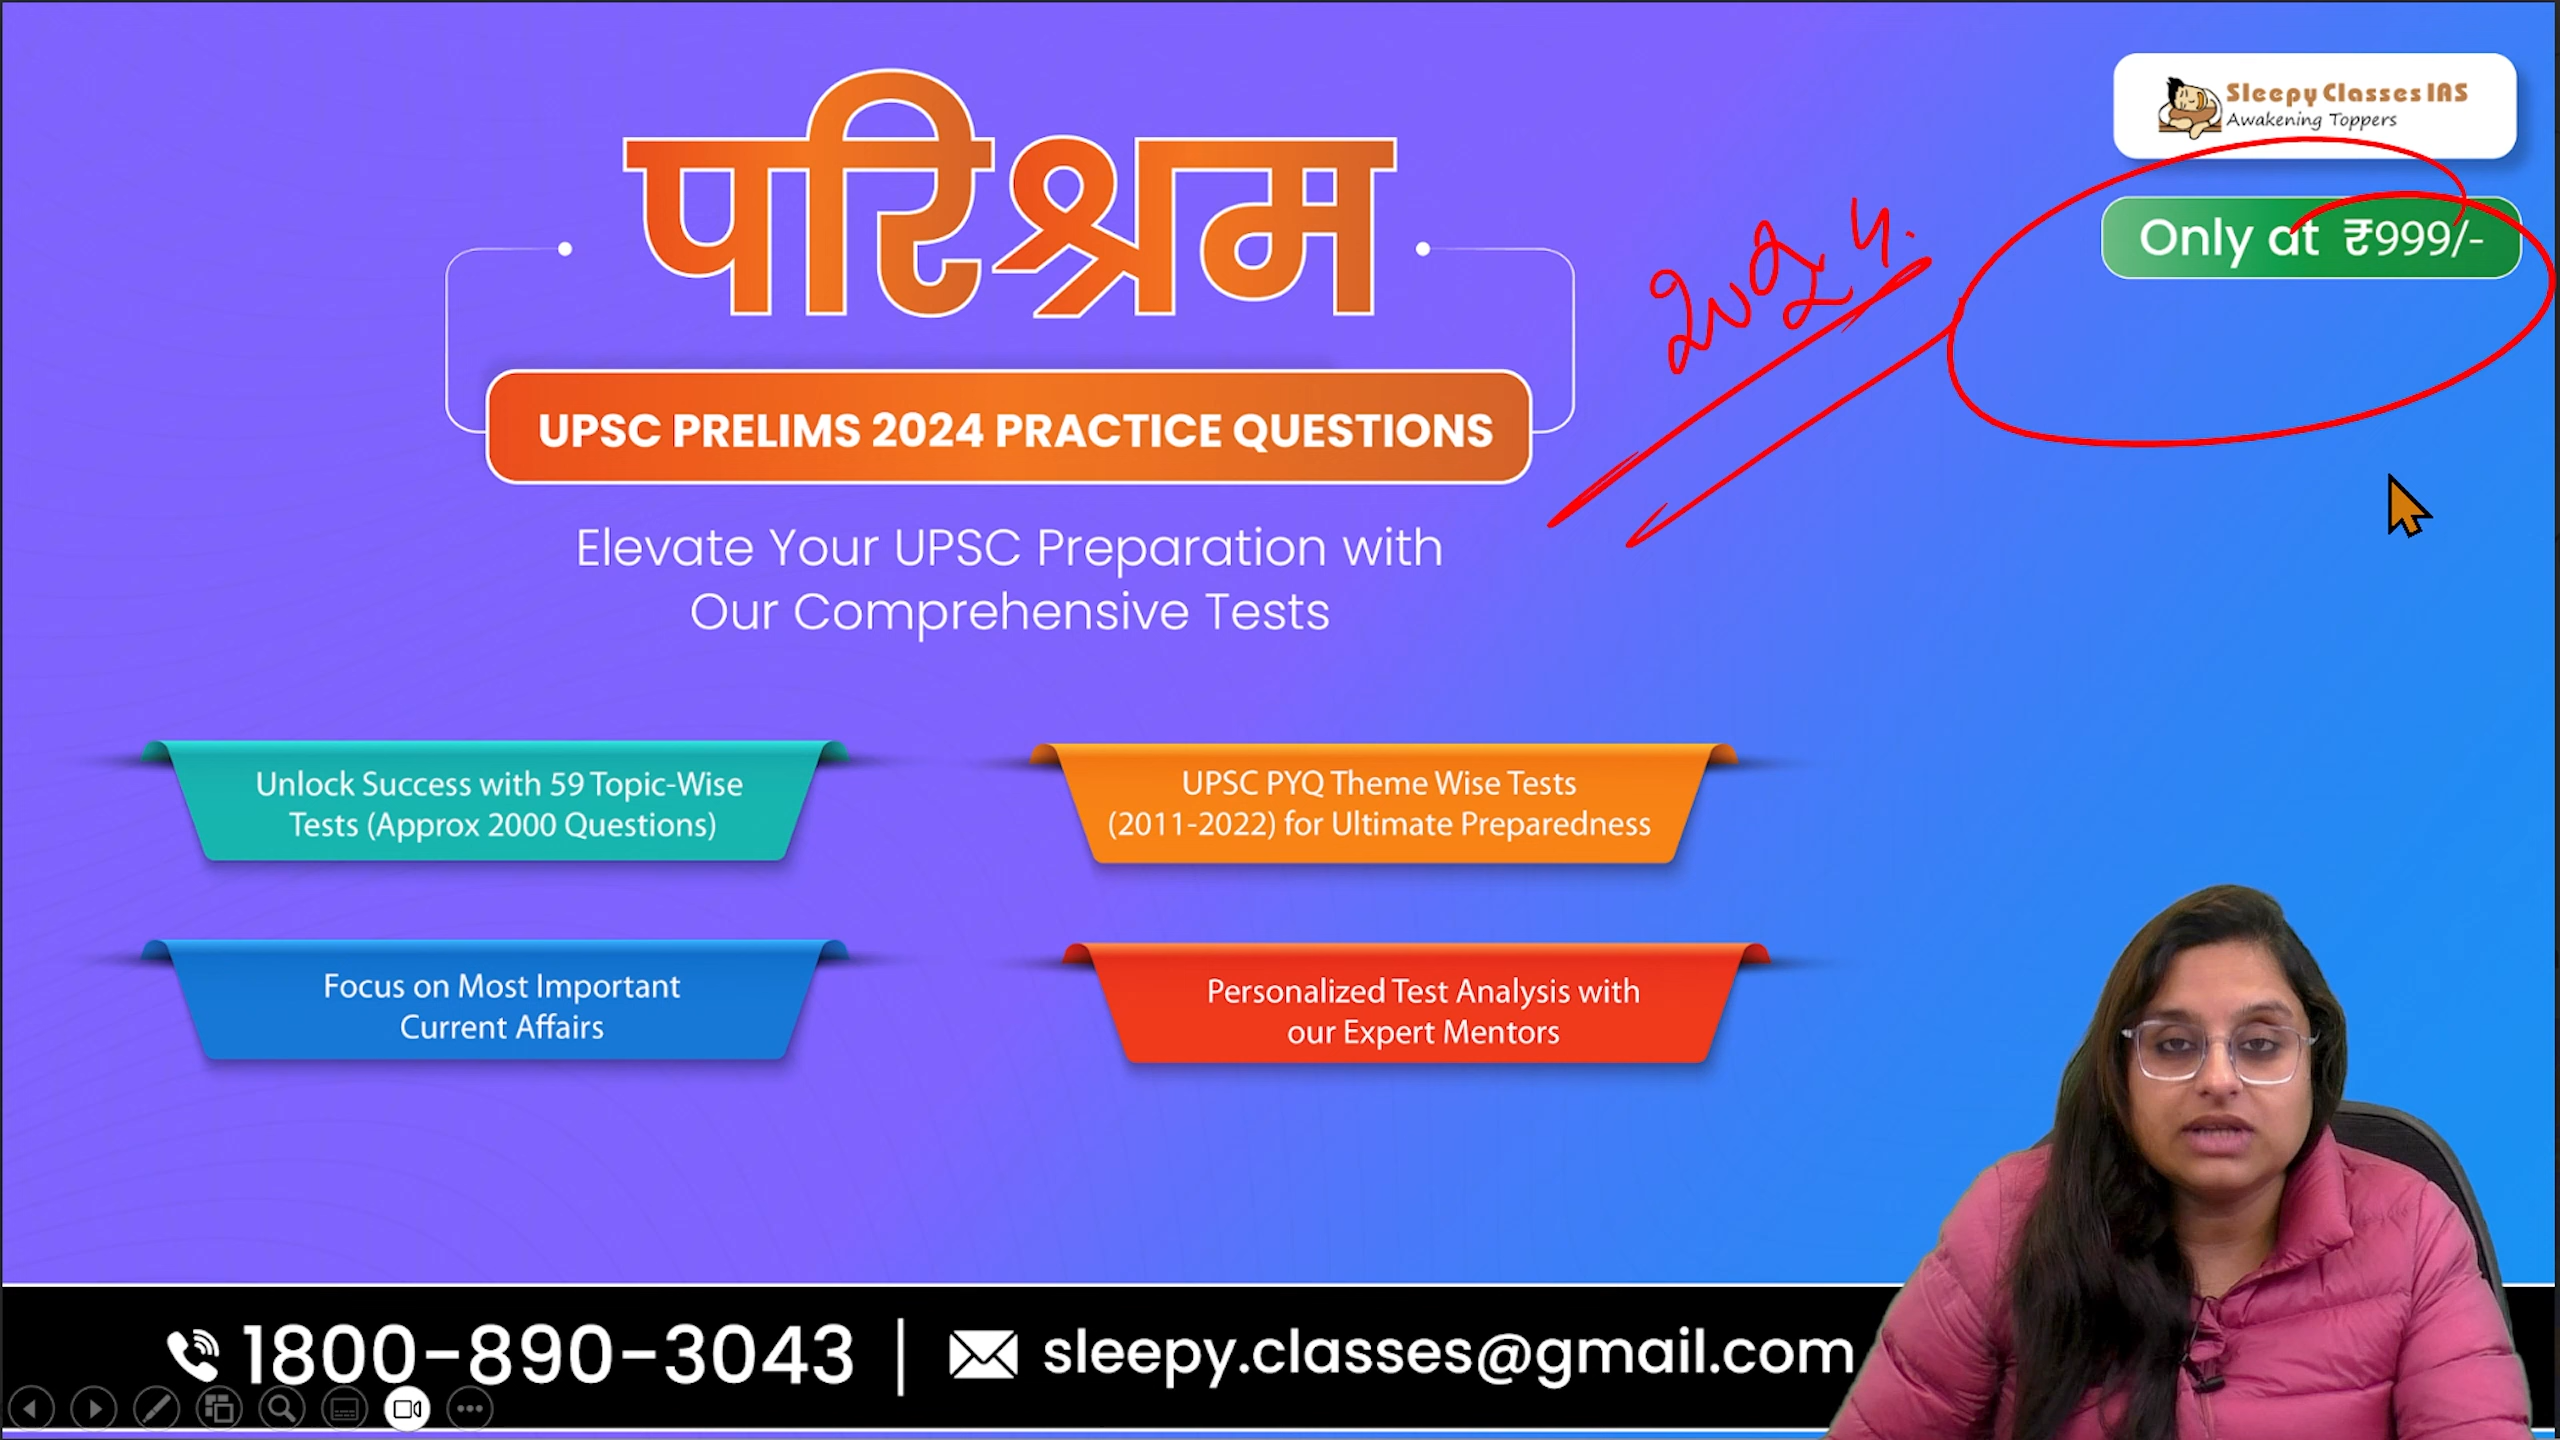 परिश्रम
Sleepy Classes IAS
Awakening Toppers
Only at ₹999/-
2024.
UPSC PRELIMS 2024 PRACTICE QUESTIONS
Elevate Your UPSC Preparation with
Our Comprehensive Tests
Unlock Success with 59 Topic-Wise
Tests (Approx 2000 Questions)
UPSC PYQ Theme Wise Tests
(2011-2022) for Ultimate Preparedness
Focus on Most Important
Current Affairs
Personalized Test Analysis with
our Expert Mentors
1800-890-3043 | sleepy.classes@gmail.com